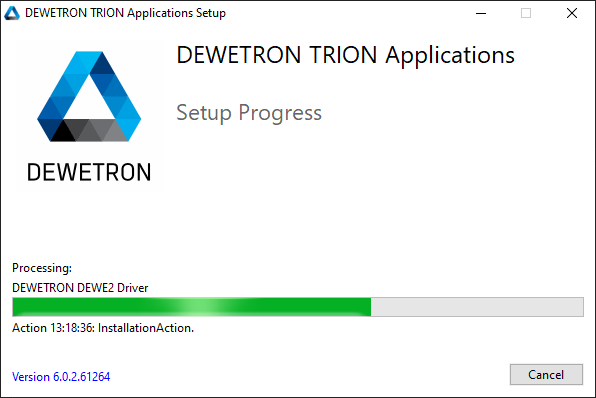 DEWETRON TRION Applications Setup
DEWETRON TRION Applications
Setup Progress
DEWETRON
Processing:
DEWETRON DEWE2 Driver
Action 13:18:36: InstallationAction.
Version 6.0.2.61264
Cancel